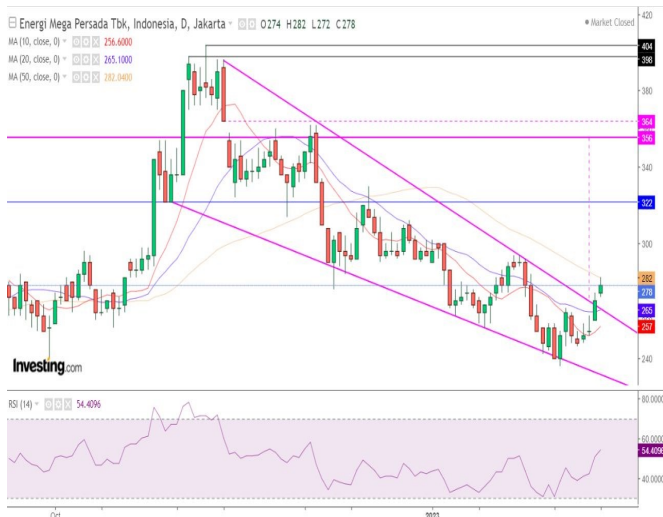 Energi Mega Persada Tbk, Indonesia, D, Jakarta O274 H282 L272 C278
Market Closed
MA (10, close, 0) 256.6000
MA (20, close, 0) 265.1000
MA (50, close, 0) 282.0400
420
404
398
364
356
340
322
300
282
278
265
257
240
Investing.com
RSI (14) 54.4096
80.0000
60.0000
54.4096
40.0000
Oct
2023